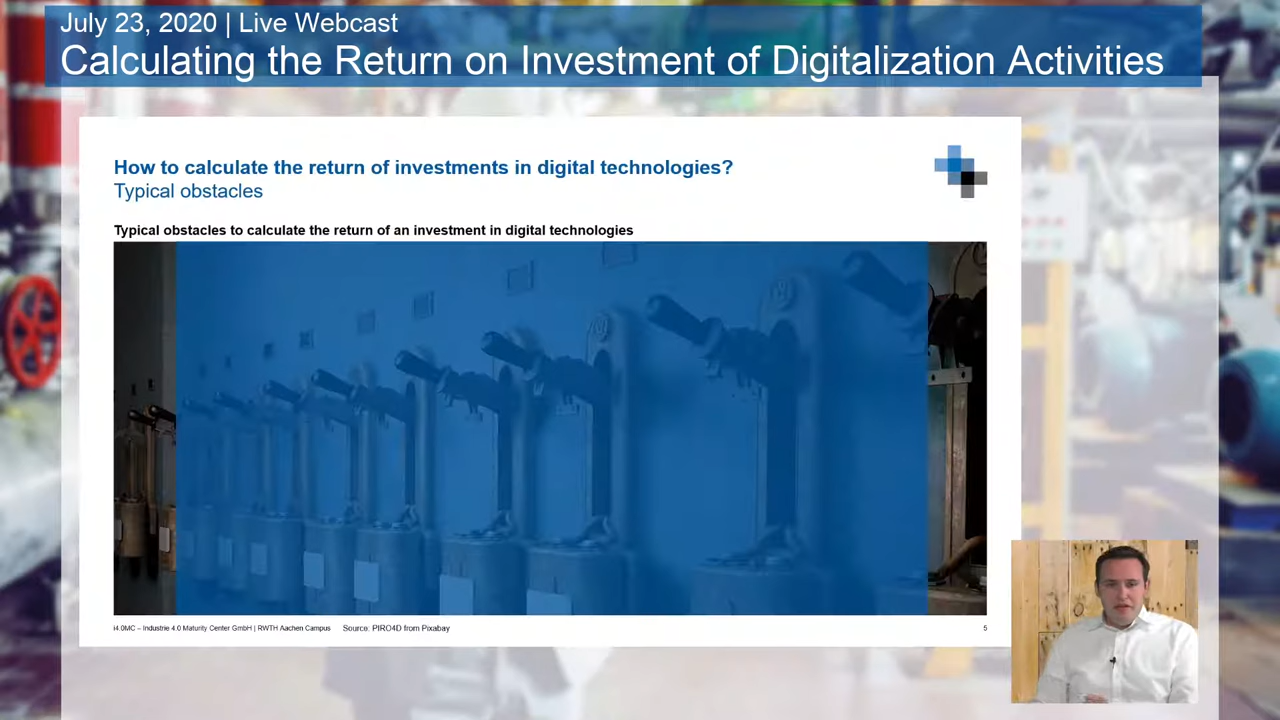 July 23, 2020 | Live Webcast
Calculating the Return on Investment of Digitalization Activities
How to calculate the return of investments in digital technologies?
Typical obstacles
Typical obstacles to calculate the return of an investment in digital technologies
I4.0MC – Industrie 4.0 Maturity Center GmbH | RWTH Aachen Campus Source: PIRO4D from Pixabay 5